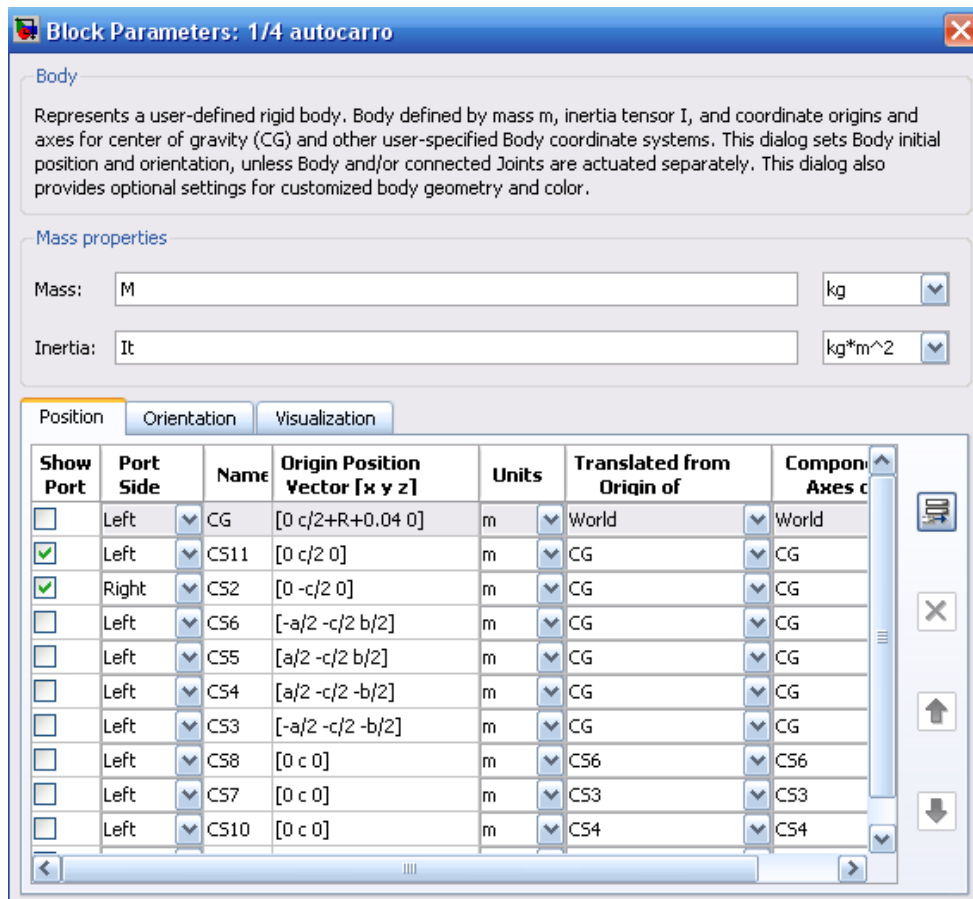 Block Parameters: 1/4 autocarro
Body
Represents a user-defined rigid body. Body defined by mass m, inertia tensor I, and coordinate origins and
axes for center of gravity (CG) and other user-specified Body coordinate systems. This dialog sets Body initial
position and orientation, unless Body and/or connected Joints are actuated separately. This dialog also
provides optional settings for customized body geometry and color.
Mass properties
Mass: M kg
Inertia: It kg*m^2
Position Orientation Visualization
Show Port Origin Position Translated from Compon
Port Side Name Vector [x y z] Units Origin of Axes o
Left CG [0 c/2+R+0.04 0] m World World
Left CS11 [0 c/2 0] m CG CG
Right CS2 [0 -c/2 0] m CG CG
Left CS6 [-a/2 -c/2 b/2] m CG CG
Left CS5 [a/2 -c/2 b/2] m CG CG
Left CS4 [a/2 -c/2 -b/2] m CG CG
Left CS3 [-a/2 -c/2 -b/2] m CG CG
Left CS8 [0 c 0] m CS6 CS6
Left CS7 [0 c 0] m CS3 CS3
Left CS10 [0 c 0] m CS4 CS4